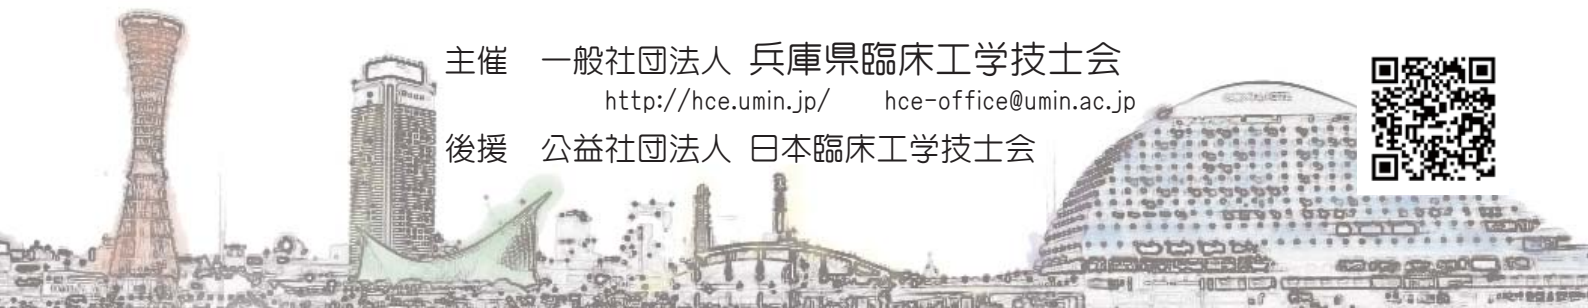 主催　一般社団法人 兵庫県臨床工学技士会
http://hce.umin.jp/　hce-office@umin.ac.jp
後援　公益社団法人 日本臨床工学技士会